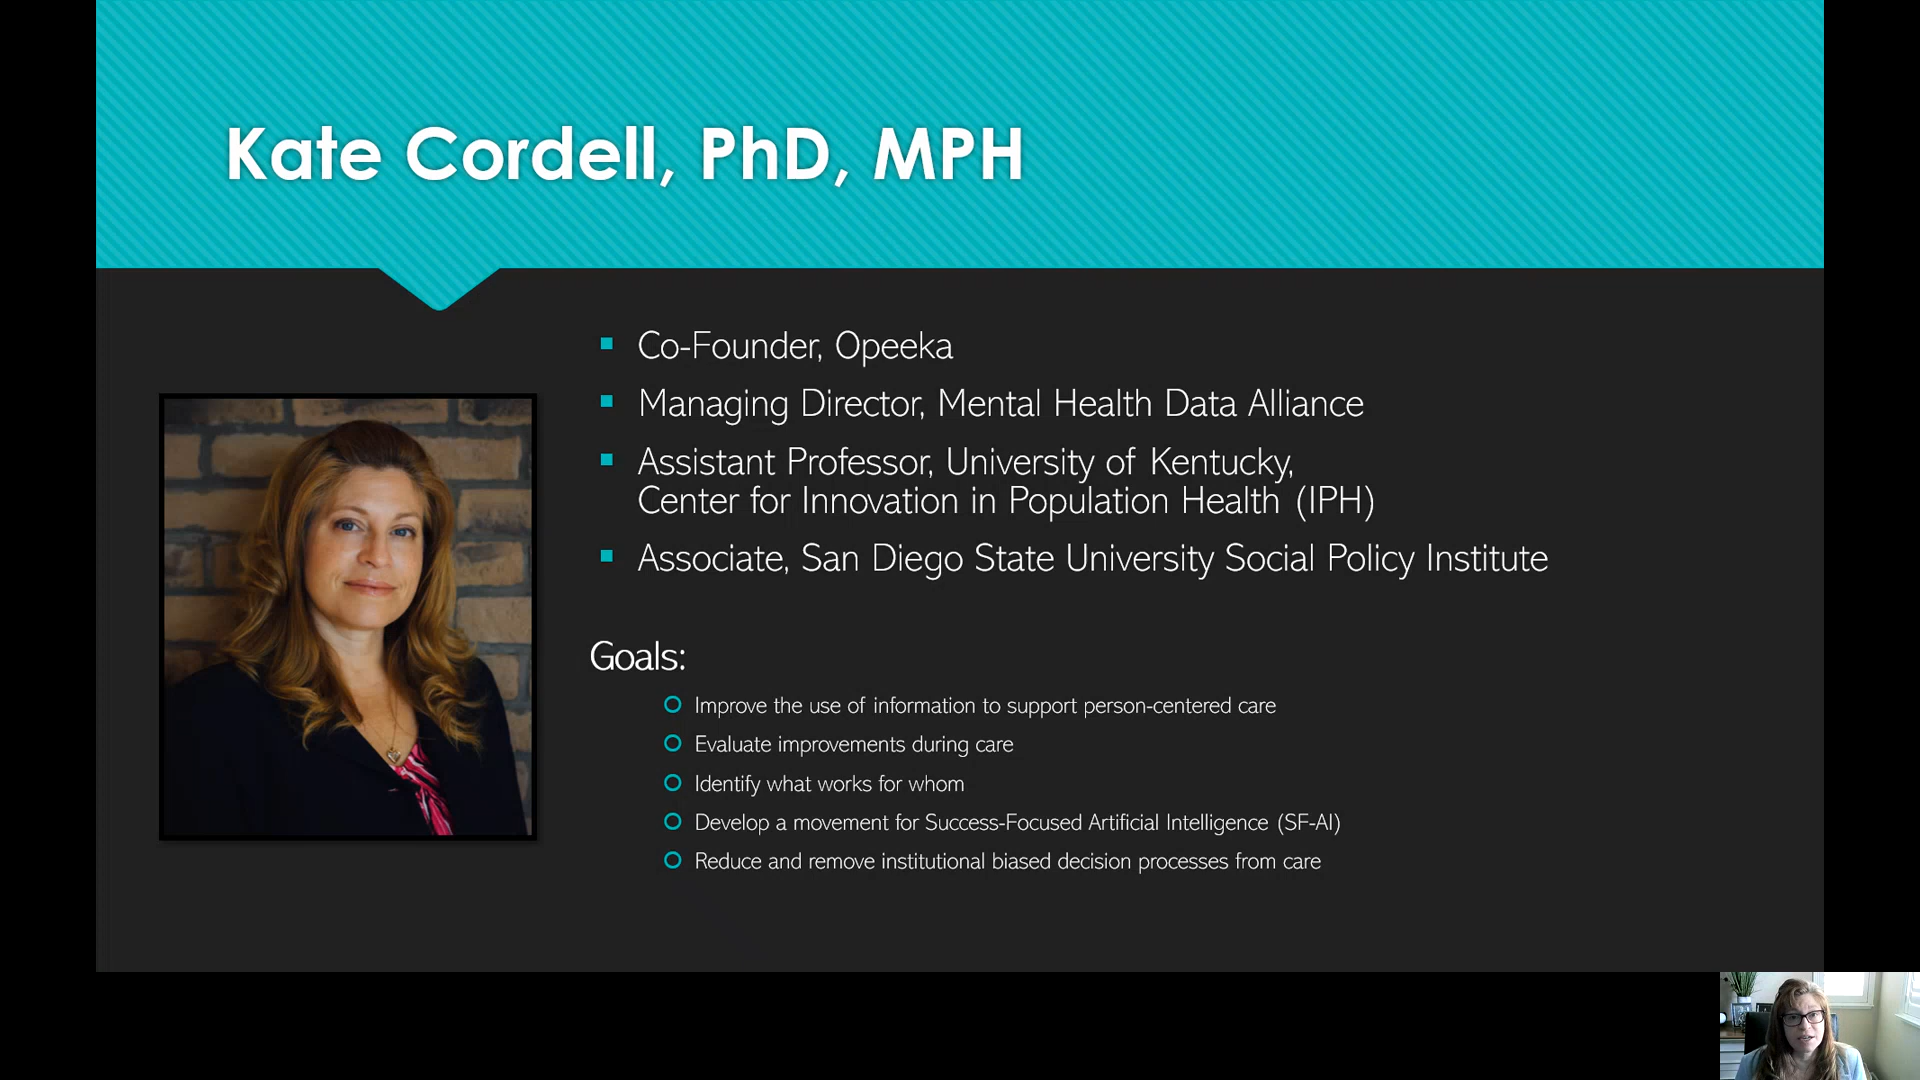 Kate Cordell, PhD, MPH
Co-Founder, Opeeka
Managing Director, Mental Health Data Alliance
Assistant Professor, University of Kentucky,
Center for Innovation in Population Health (IPH)
Associate, San Diego State University Social Policy Institute
Goals:
Improve the use of information to support person-centered care
Evaluate improvements during care
Identify what works for whom
Develop a movement for Success-Focused Artificial Intelligence (SF-AI)
Reduce and remove institutional biased decision processes from care